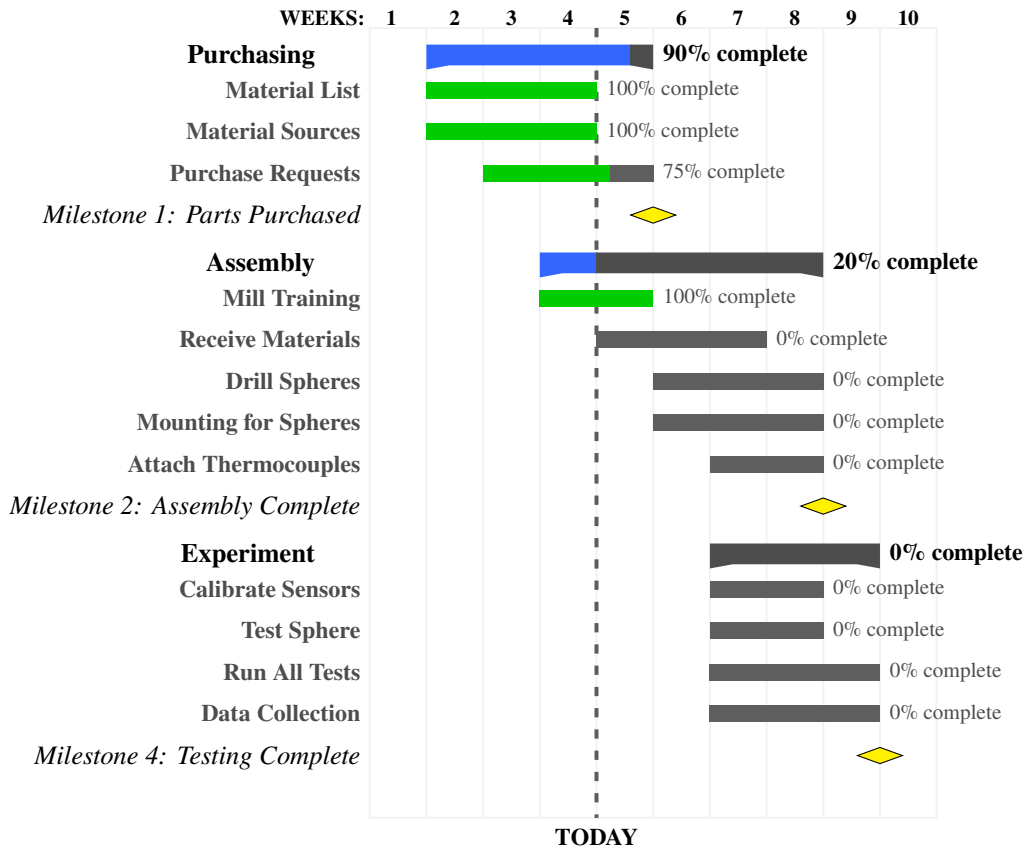 WEEKS: 1 2 3 4 5 6 7 8 9 10
Purchasing 90% complete
Material List 100% complete
Material Sources 100% complete
Purchase Requests 75% complete
Milestone 1: Parts Purchased
Assembly 20% complete
Mill Training 100% complete
Receive Materials 0% complete
Drill Spheres 0% complete
Mounting for Spheres 0% complete
Attach Thermocouples 0% complete
Milestone 2: Assembly Complete
Experiment 0% complete
Calibrate Sensors 0% complete
Test Sphere 0% complete
Run All Tests 0% complete
Data Collection 0% complete
Milestone 4: Testing Complete
TODAY